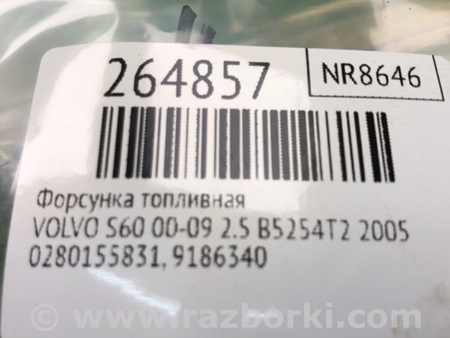 264857
NR8646
Форсунка топливная
VOLVO S60 00-09 2.5 B5254T2 2005
0280155831, 9186340
© www.razborki.com